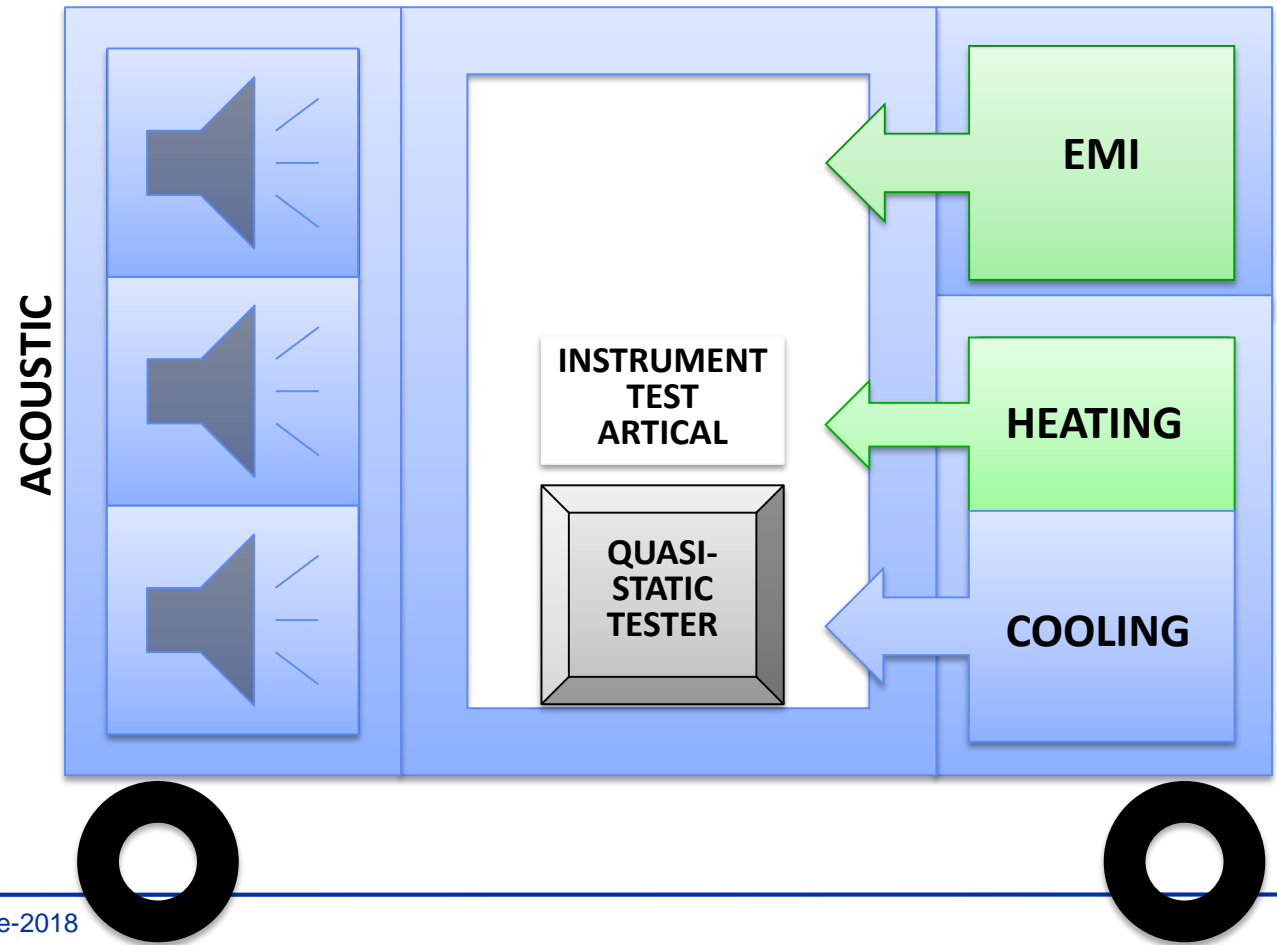 ACOUSTIC
EMI
INSTRUMENT
TEST
ARTICAL
HEATING
QUASI-
STATIC
TESTER
COOLING
e-2018